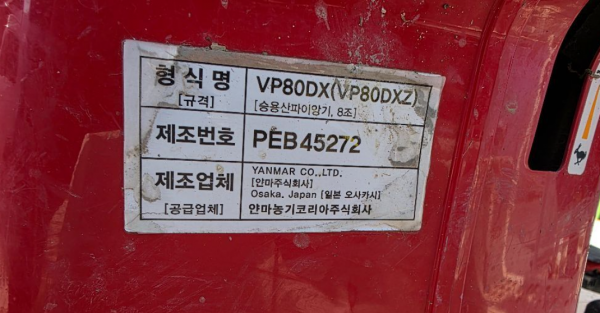 형식명 VP80DX(VP80DXZ)
[규격] [승용산파이앙기, 8조]
제조번호 PEB45272
제조업체 YANMAR CO.,LTD.
[얀마주식회사]
Osaka, Japan [일본 오사카시]
[공급업체] 얀마농기코리아주식회사